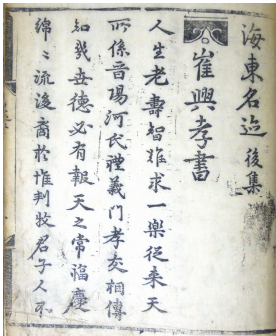 海東名迹 後集
崔興孝書
人生老壽智難求一樂從来天
所係晉陽河氏禮義門孝友相傳
知幾世德必有報天之常福慶
綿〻流後裔於惟判牧君子人不